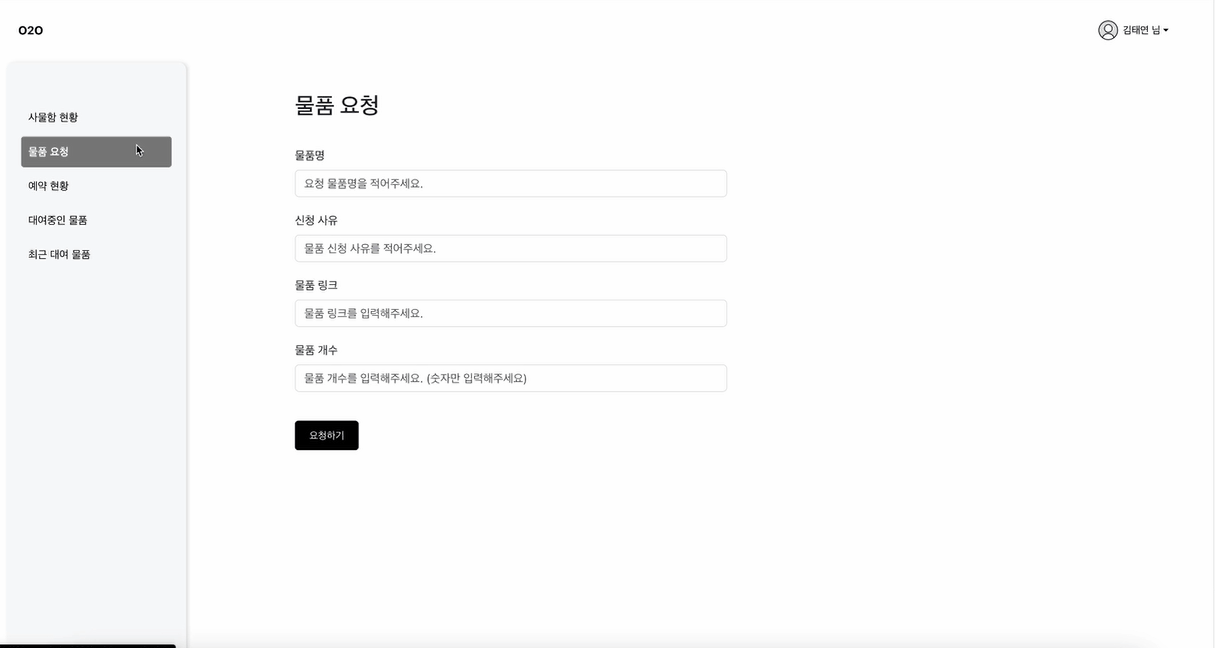 O2O
김태연 님
사물함 현황
물품 요청
예약 현황
대여중인 물품
최근 대여 물품
물품 요청
물품명
요청 물품명을 적어주세요.
신청 사유
물품 신청 사유를 적어주세요.
물품 링크
물품 링크를 입력해주세요.
물품 개수
물품 개수를 입력해주세요. (숫자만 입력해주세요)
요청하기